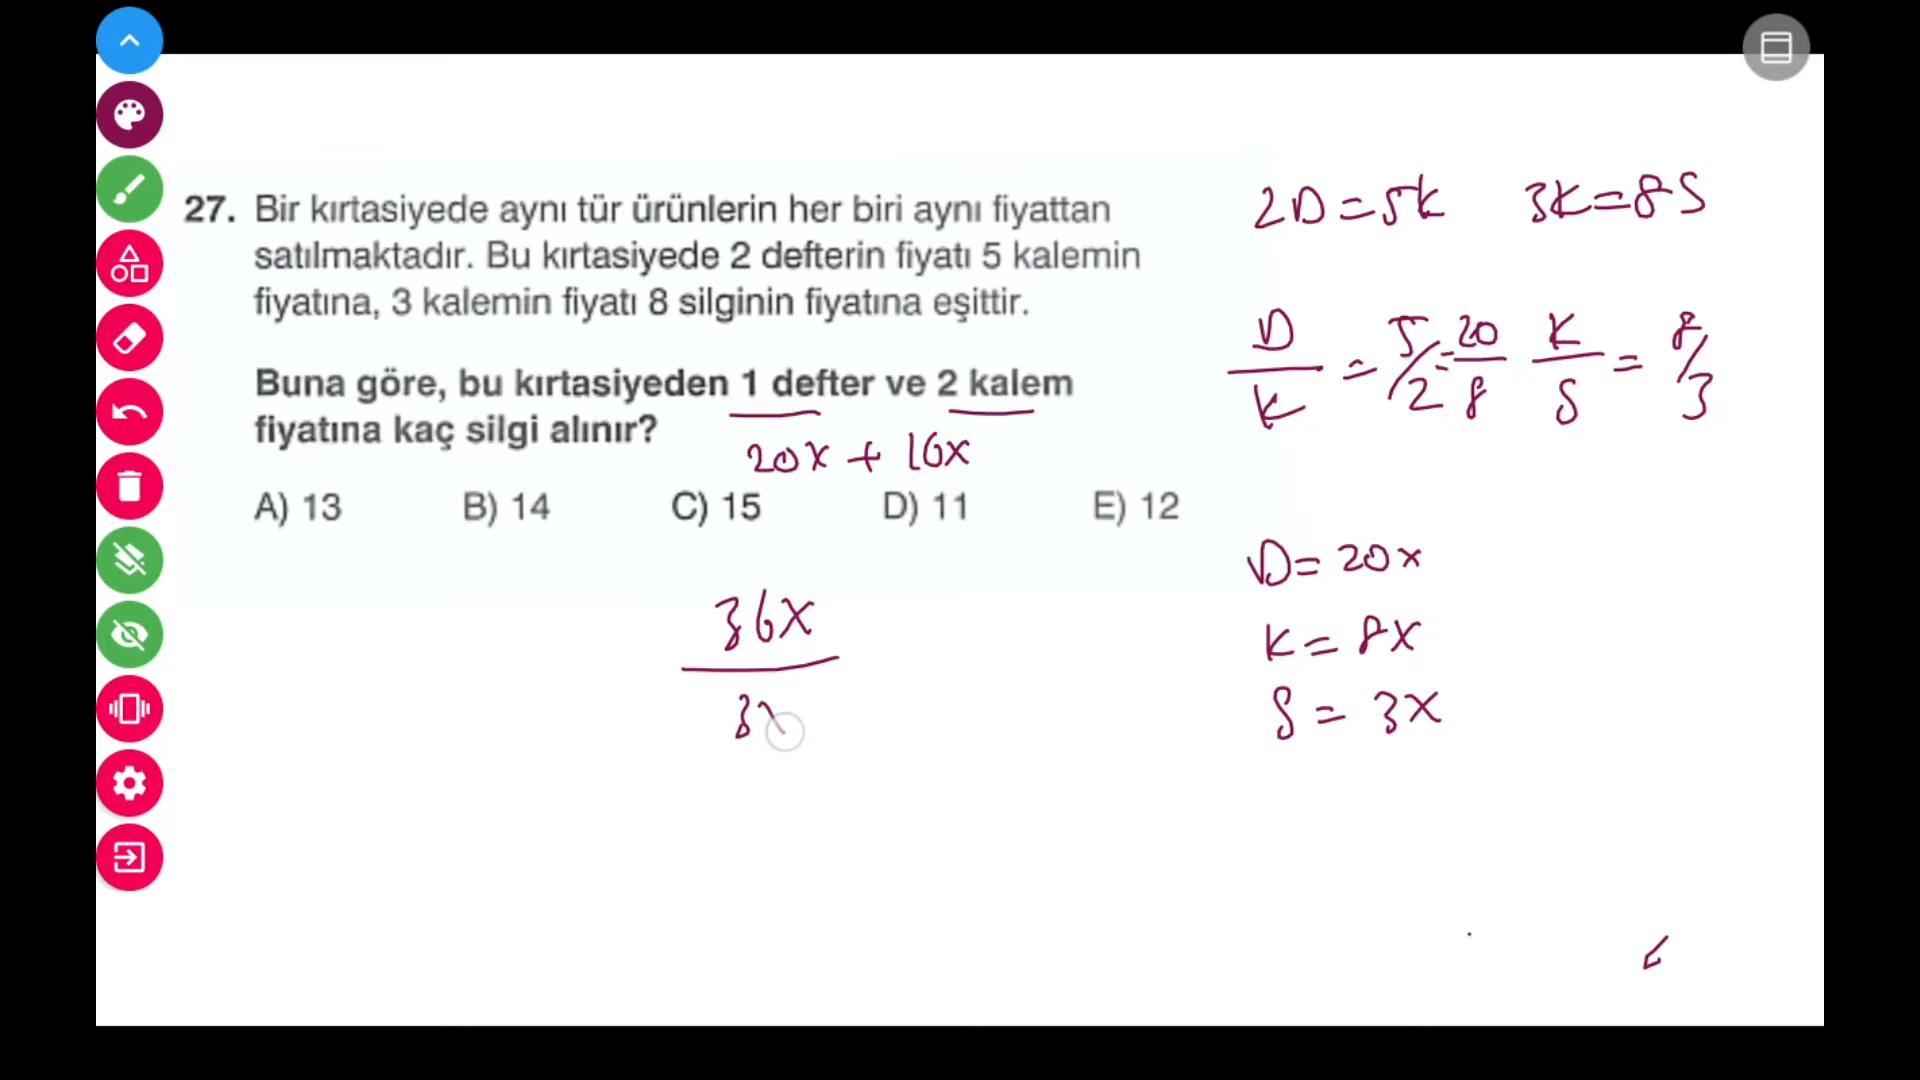 27. Bir kırtasiyede aynı tür ürünlerin her biri aynı fiyattan
satılmaktadır. Bu kırtasiyede 2 defterin fiyatı 5 kalemin
fiyatına, 3 kalemin fiyatı 8 silginin fiyatına eşittir.
Buna göre, bu kırtasiyeden 1 defter ve 2 kalem
fiyatına kaç silgi alınır?
20x + 16x
A) 13 B) 14 C) 15 D) 11 E) 12
36x
3x
2D = 5k 3K = 8S
D/K = 5/2 = 20/8 K/S = 8/3
D = 20x
K = 8x
S = 3x